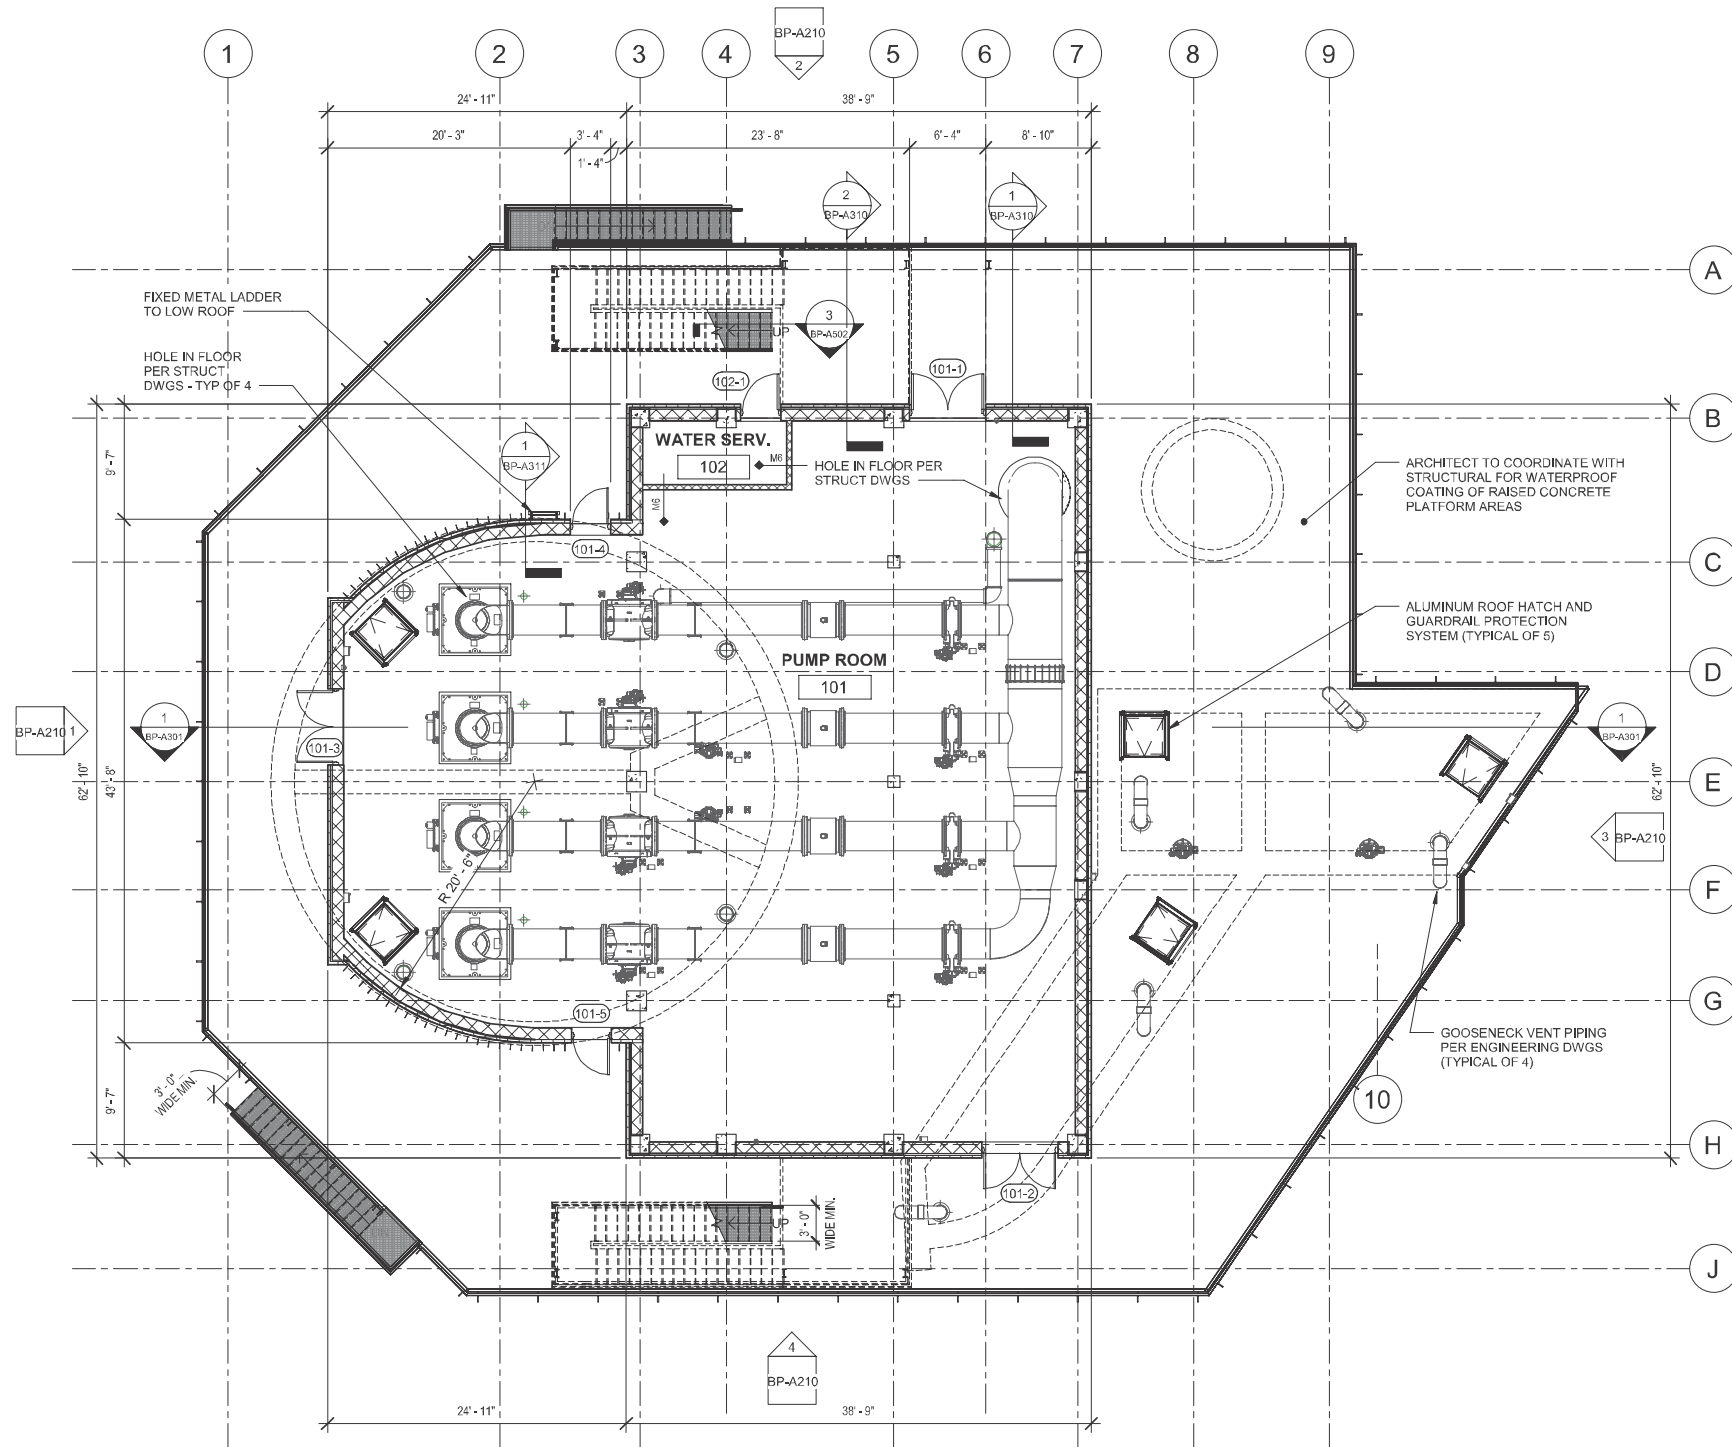 BP-A210
2
1
2
3
4
5
6
7
8
9
24' - 11"
38' - 9"
20' - 3"
3' - 4"
23' - 8"
6' - 4"
8' - 10"
1' - 4"
2
BP-A310
1
BP-A310
A
FIXED METAL LADDER
TO LOW ROOF
3
BP-A502
UP
HOLE IN FLOOR
PER STRUCT
DWGS - TYP OF 4
102-1
101-1
B
WATER SERV.
102
M6
M6
HOLE IN FLOOR PER
STRUCT DWGS
1
BP-A311
9' - 7"
ARCHITECT TO COORDINATE WITH
STRUCTURAL FOR WATERPROOF
COATING OF RAISED CONCRETE
PLATFORM AREAS
101-4
C
ALUMINUM ROOF HATCH AND
GUARDRAIL PROTECTION
SYSTEM (TYPICAL OF 5)
PUMP ROOM
101
D
BP-A210
1
1
BP-A301
101-3
1
BP-A301
62' - 10"
43' - 8"
62' - 10"
E
3
BP-A210
R 20' - 6"
F
101-5
G
GOOSENECK VENT PIPING
PER ENGINEERING DWGS
(TYPICAL OF 4)
3' - 0"
WIDE MIN.
9' - 7"
10
H
101-2
UP
3' - 0"
WIDE MIN.
J
4
BP-A210
24' - 11"
38' - 9"